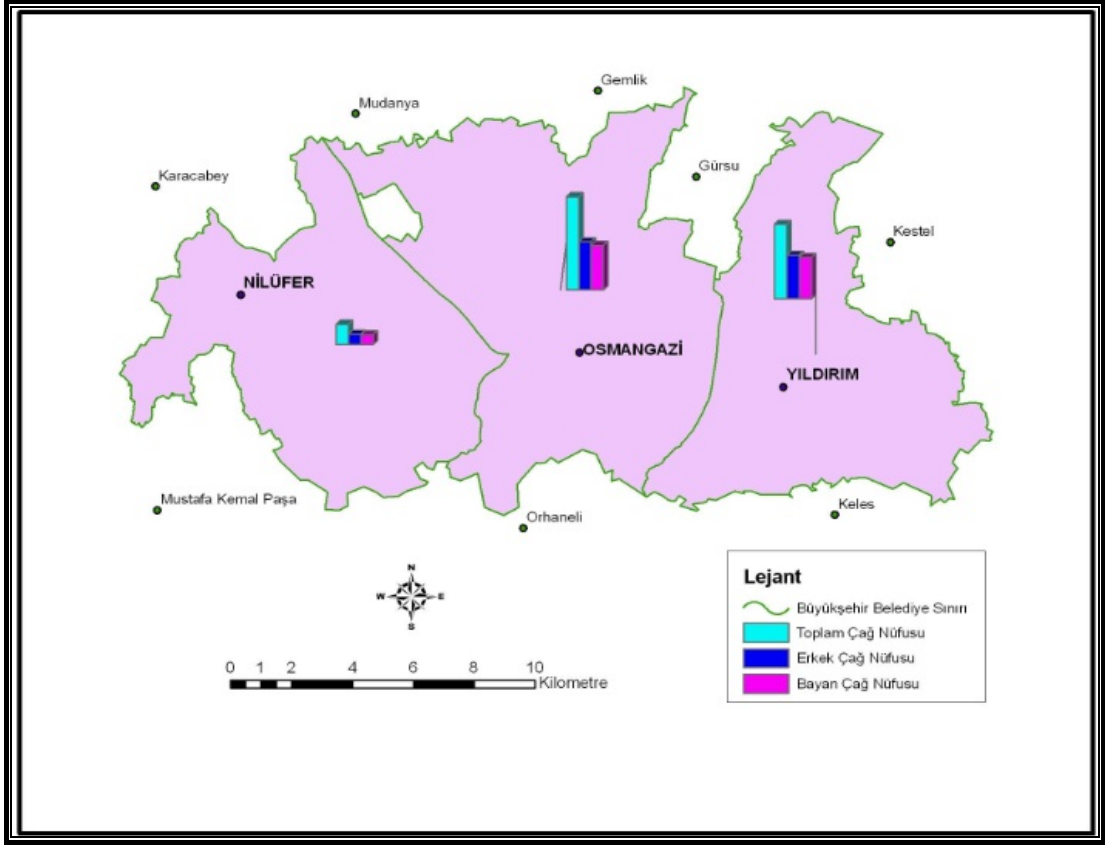 Gemlik
Mudanya
Gürsu
Karacabey
Kestel
NİLÜFER
OSMANGAZİ
YILDIRIM
Mustafa Kemal Paşa
Keles
Orhaneli
N
W E
S
Lejant
Büyükşehir Belediye Sınırı
Toplam Çağ Nüfusu
Erkek Çağ Nüfusu
Bayan Çağ Nüfusu
0 1 2 4 6 8 10
Kilometre